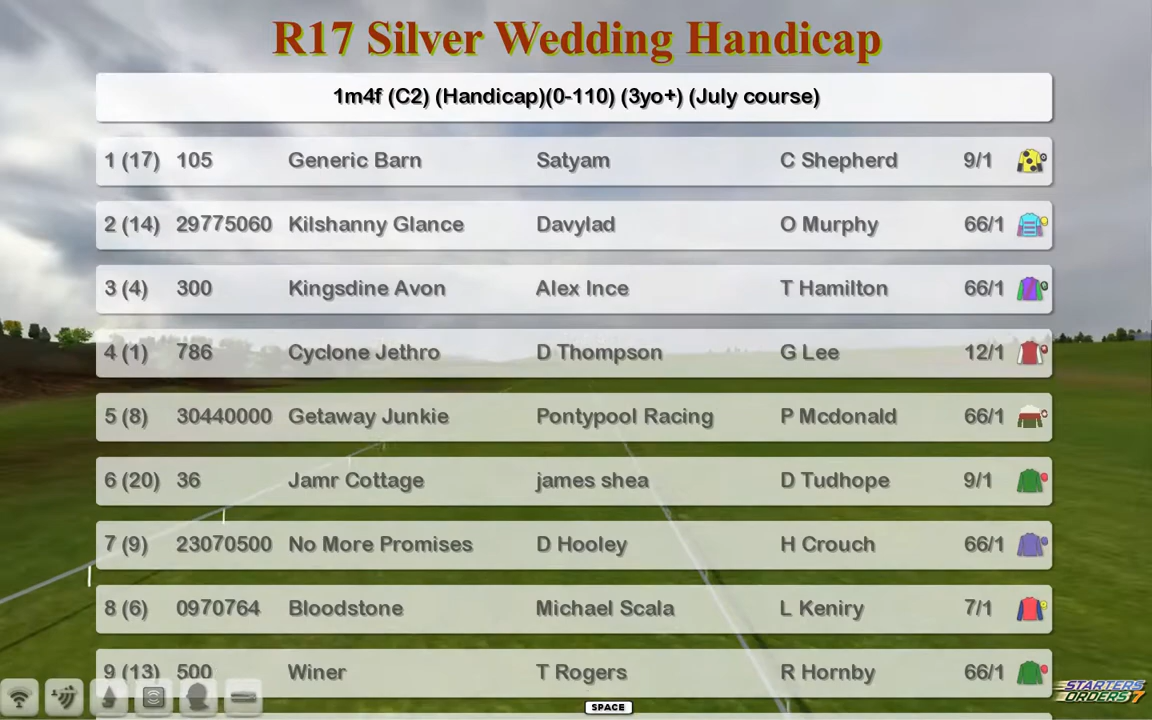 R17 Silver Wedding Handicap
1m4f (C2) (Handicap)(0-110) (3yo+) (July course)
1 (17) 105 Generic Barn Satyam C Shepherd 9/1
2 (14) 29775060 Kilshanny Glance Davylad O Murphy 66/1
3 (4) 300 Kingsdine Avon Alex Ince T Hamilton 66/1
4 (1) 786 Cyclone Jethro D Thompson G Lee 12/1
5 (8) 30440000 Getaway Junkie Pontypool Racing P Mcdonald 66/1
6 (20) 36 Jamr Cottage james shea D Tudhope 9/1
7 (9) 23070500 No More Promises D Hooley H Crouch 66/1
8 (6) 0970764 Bloodstone Michael Scala L Keniry 7/1
9 (13) 500 Winer T Rogers R Hornby 66/1
STARTERS ORDERS 7
SPACE